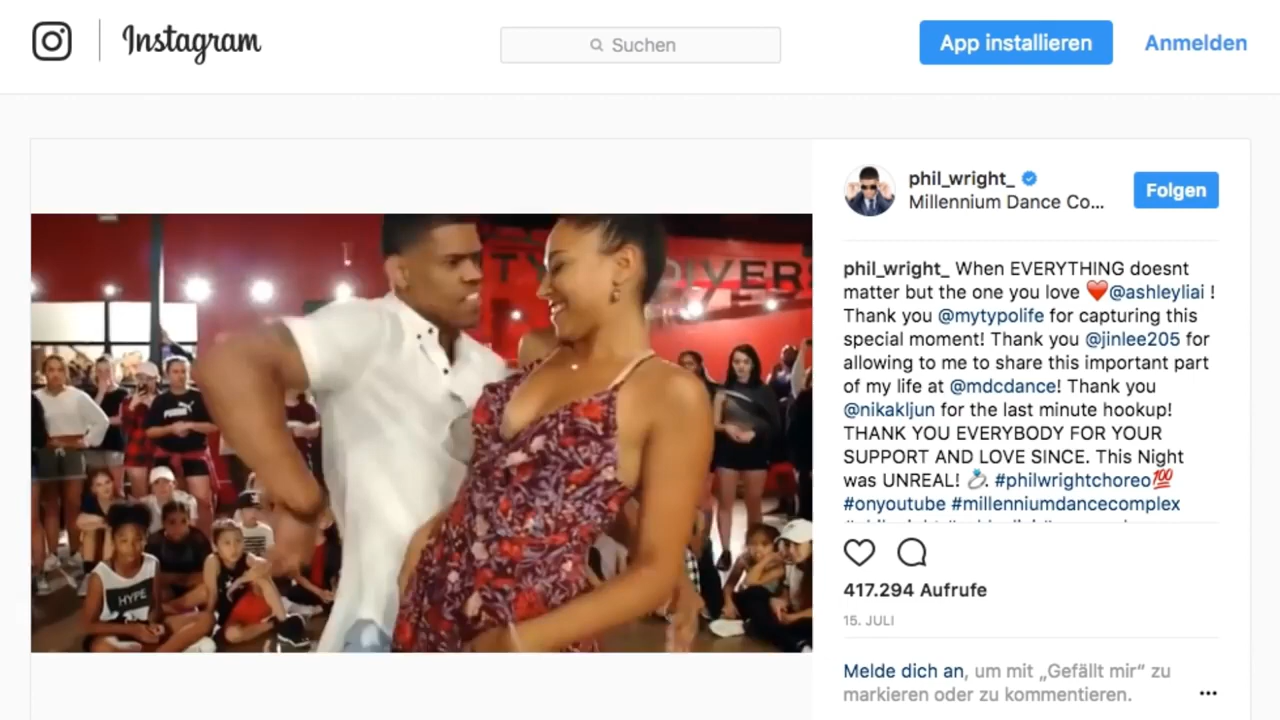 Instagram
Suchen
App installieren
Anmelden
phil_wright_
Millennium Dance Co...
Folgen
phil_wright_ When EVERYTHING doesnt
matter but the one you love ❤️@ashleyliai !
Thank you @mytypolife for capturing this
special moment! Thank you @jinlee205 for
allowing to me to share this important part
of my life at @mdcdance! Thank you
@nikakljun for the last minute hookup!
THANK YOU EVERYBODY FOR YOUR
SUPPORT AND LOVE SINCE. This Night
was UNREAL! 💍. #philwrightchoreo💯
#onyoutube #millenniumdancecomplex
417.294 Aufrufe
15. JULI
Melde dich an, um mit „Gefällt mir“ zu
markieren oder zu kommentieren.
PUMA
HYPE